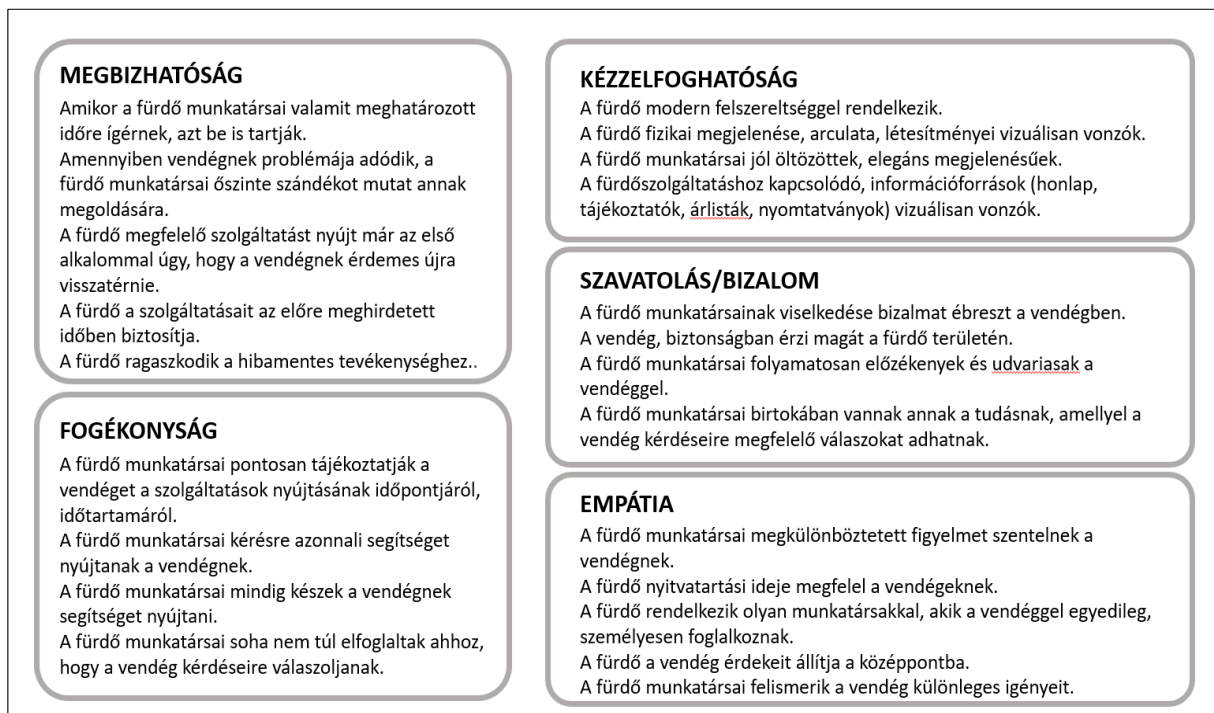 MEGBIZHATÓSÁG
Amikor a fürdő munkatársai valamit meghatározott
időre ígérnek, azt be is tartják.
Amennyiben vendégnek problémája adódik, a
fürdő munkatársai őszinte szándékot mutat annak
megoldására.
A fürdő megfelelő szolgáltatást nyújt már az első
alkalommal úgy, hogy a vendégnek érdemes újra
visszatérnie.
A fürdő a szolgáltatásait az előre meghirdetett
időben biztosítja.
A fürdő ragaszkodik a hibamentes tevékenységhez..
FOGÉKONYSÁG
A fürdő munkatársai pontosan tájékoztatják a
vendéget a szolgáltatások nyújtásának időpontjáról,
időtartamáról.
A fürdő munkatársai kérésre azonnali segítséget
nyújtanak a vendégnek.
A fürdő munkatársai mindig készek a vendégnek
segítséget nyújtani.
A fürdő munkatársai soha nem túl elfoglaltak ahhoz,
hogy a vendég kérdéseire válaszoljanak.
KÉZZELFOGHATÓSÁG
A fürdő modern felszereltséggel rendelkezik.
A fürdő fizikai megjelenése, arculata, létesítményei vizuálisan vonzók.
A fürdő munkatársai jól öltözöttek, elegáns megjelenésűek.
A fürdőszolgáltatáshoz kapcsolódó, információforrások (honlap,
tájékoztatók, árlisták, nyomtatványok) vizuálisan vonzók.
SZAVATOLÁS/BIZALOM
A fürdő munkatársainak viselkedése bizalmat ébreszt a vendégben.
A vendég, biztonságban érzi magát a fürdő területén.
A fürdő munkatársai folyamatosan előzékenyek és udvariasak a
vendéggel.
A fürdő munkatársai birtokában vannak annak a tudásnak, amellyel a
vendég kérdéseire megfelelő válaszokat adhatnak.
EMPÁTIA
A fürdő munkatársai megkülönböztetett figyelmet szentelnek a
vendégnek.
A fürdő nyitvatartási ideje megfelel a vendégeknek.
A fürdő rendelkezik olyan munkatársakkal, akik a vendéggel egyedileg,
személyesen foglalkoznak.
A fürdő a vendég érdekeit állítja a középpontba.
A fürdő munkatársai felismerik a vendég különleges igényeit.